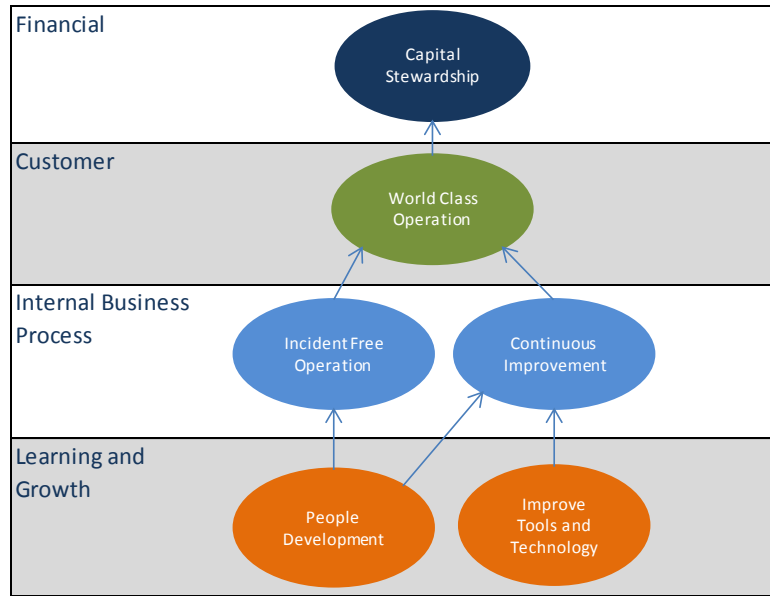 Financial
Capital
Stewardship
Customer
World Class
Operation
Internal Business
Process
Incident Free
Operation
Continuous
Improvement
Learning and
Growth
People
Development
Improve
Tools and
Technology